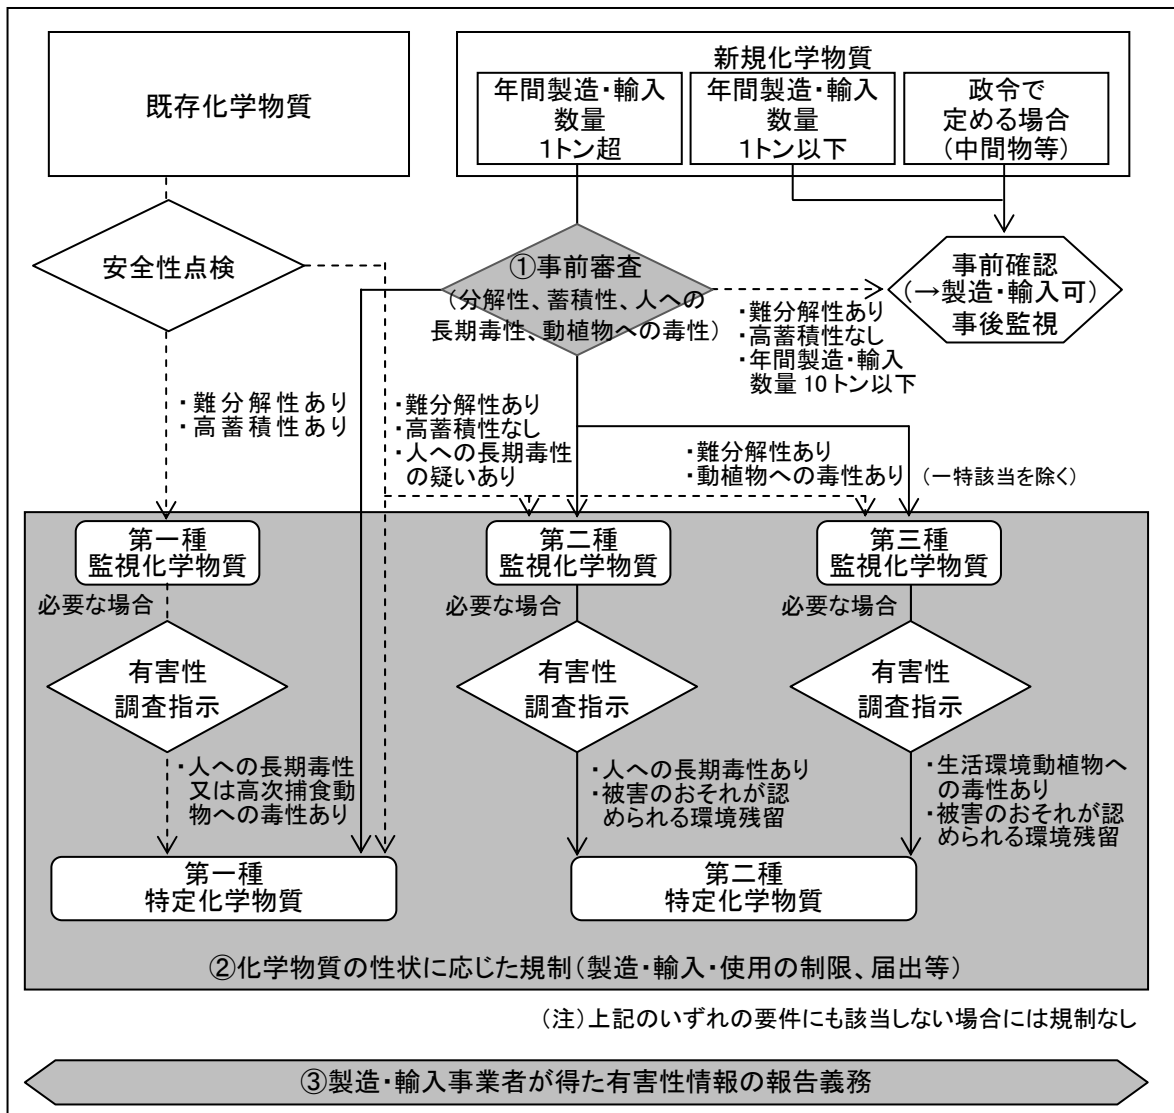 既存化学物質
新規化学物質
年間製造・輸入
数量
1トン超
年間製造・輸入
数量
1トン以下
政令で
定める場合
(中間物等)
安全性点検
①事前審査
(分解性、蓄積性、人への
長期毒性、動植物への毒性)
事前確認
(→製造・輸入可)
事後監視
・難分解性あり
・高蓄積性なし
・年間製造・輸入
数量10トン以下
・難分解性あり
・高蓄積性あり
・難分解性あり
・高蓄積性なし
・人への長期毒性
の疑いあり
・難分解性あり
・動植物への毒性あり
(一特該当を除く)
第一種
監視化学物質
第二種
監視化学物質
第三種
監視化学物質
必要な場合
必要な場合
必要な場合
有害性
調査指示
有害性
調査指示
有害性
調査指示
・人への長期毒性
又は高次捕食動
物への毒性あり
・人への長期毒性あり
・被害のおそれが認
められる環境残留
・生活環境動植物へ
の毒性あり
・被害のおそれが認
められる環境残留
第一種
特定化学物質
第二種
特定化学物質
②化学物質の性状に応じた規制(製造・輸入・使用の制限、届出等)
(注)上記のいずれの要件にも該当しない場合には規制なし
③製造・輸入事業者が得た有害性情報の報告義務